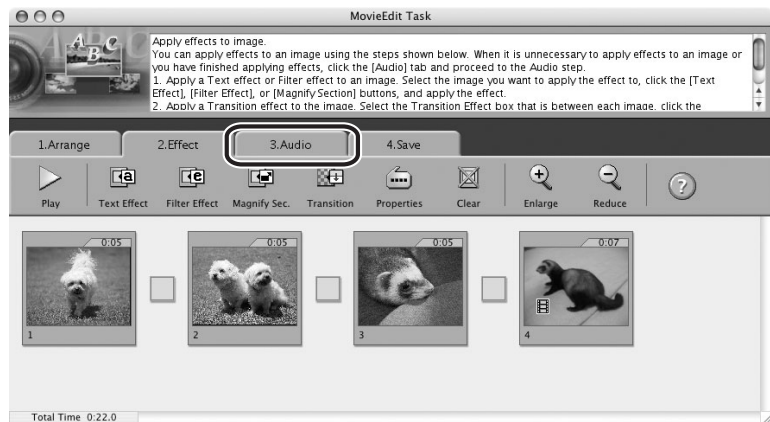 MovieEdit Task
A B C
Apply effects to image.
You can apply effects to an image using the steps shown below. When it is unnecessary to apply effects to an image or
you have finished applying effects, click the [Audio] tab and proceed to the Audio step.
1. Apply a Text effect or Filter effect to an image. Select the image you want to apply the effect to, click the [Text
Effect], [Filter Effect], or [Magnify Section] buttons, and apply the effect.
2. Apply a Transition effect to the image. Select the Transition Effect box that is between each image, click the
1.Arrange 2.Effect 3.Audio 4.Save
a e ?
Play Text Effect Filter Effect Magnify Sec. Transition Properties Clear Enlarge Reduce
0:05 0:05 0:05 0:07
1 2 3 4
Total Time 0:22.0